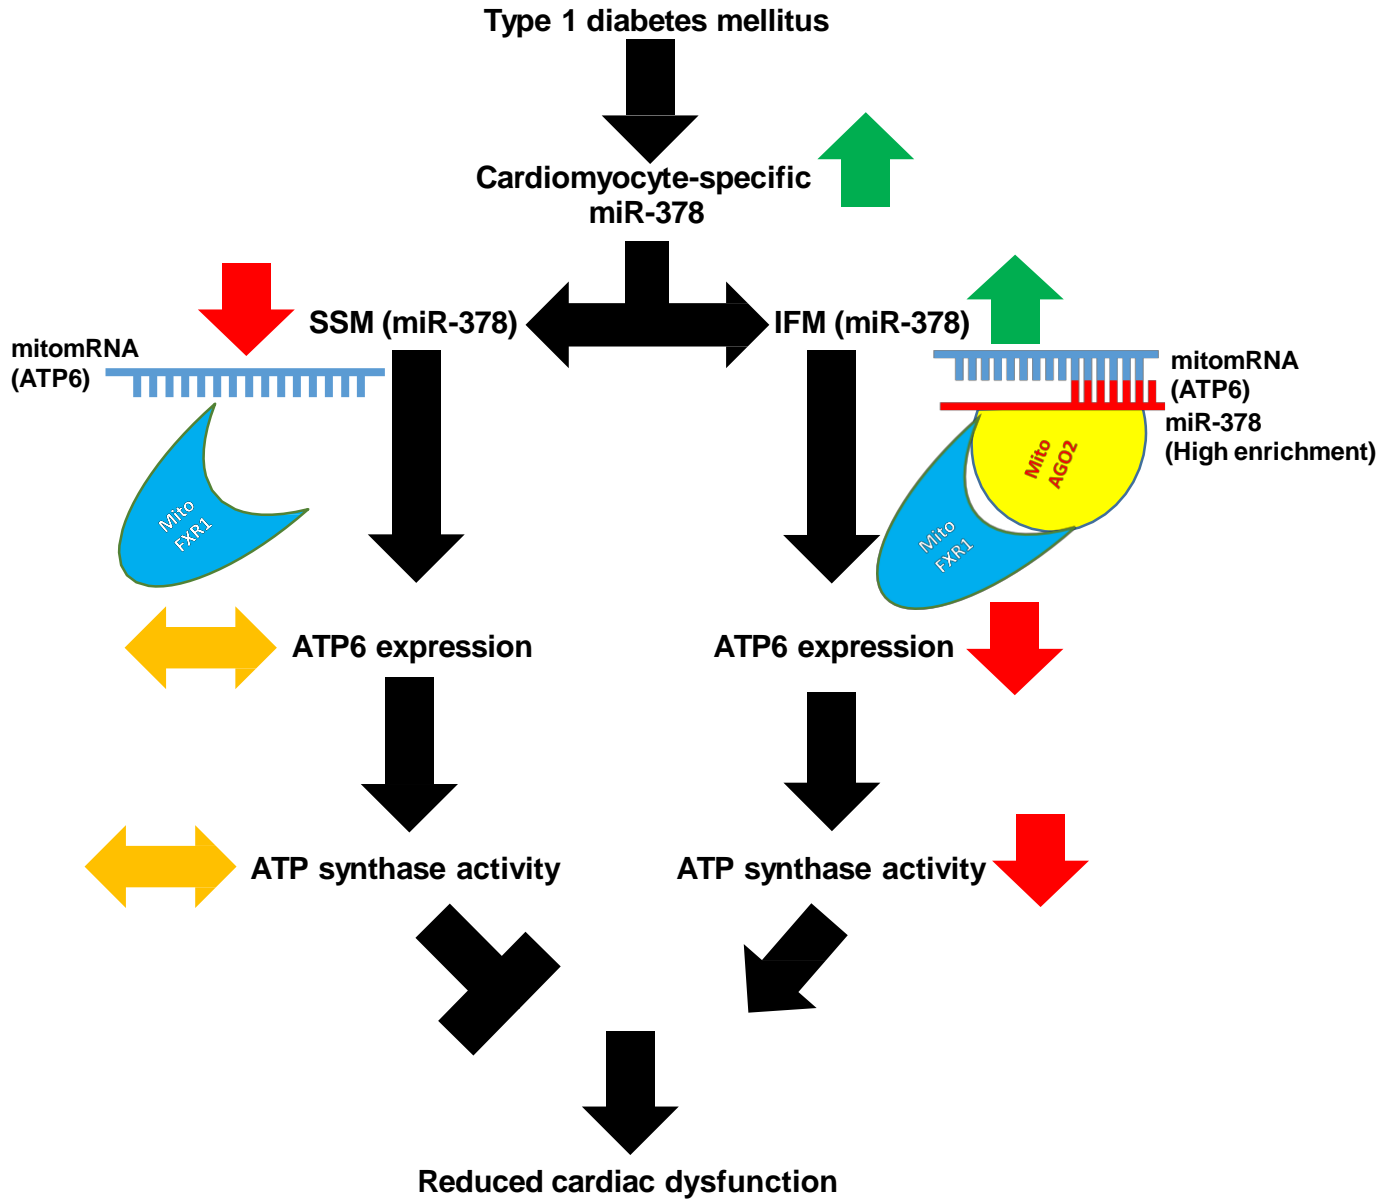 Type 1 diabetes mellitus
Cardiomyocyte-specific
miR-378
SSM (miR-378)
IFM (miR-378)
mitomRNA
(ATP6)
mitomRNA
(ATP6)
miR-378
(High enrichment)
Mito
AGO2
Mito
FXR1
Mito
FXR1
ATP6 expression
ATP6 expression
ATP synthase activity
ATP synthase activity
Reduced cardiac dysfunction